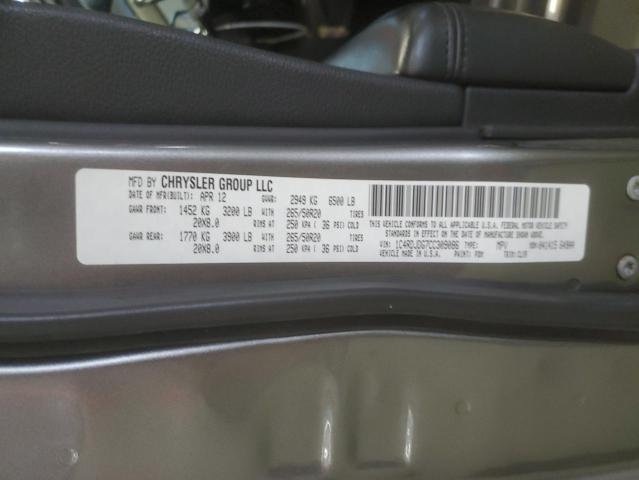 MFD BY CHRYSLER GROUP LLC
DATE OF MFR(BUILT): APR 12 GVWR: 2949 KG 6500 LB
GAWR FRONT: 1452 KG 3200 LB WITH 265/50R20 TIRES
20X8.0 RIMS AT 250 KPA ( 36 PSI) COLD
GAWR REAR: 1770 KG 3900 LB WITH 265/50R20 TIRES
20X8.0 RIMS AT 250 KPA ( 36 PSI) COLD
THIS VEHICLE CONFORMS TO ALL APPLICABLE U.S.A. FEDERAL MOTOR VEHICLE SAFETY
STANDARDS IN EFFECT ON THE DATE OF MANUFACTURE SHOWN ABOVE.
VIN: 1C4RDJDG7CC309086 TYPE: MPV
VEHICLE MADE IN U.S.A. PAINT: PDM TRIM: